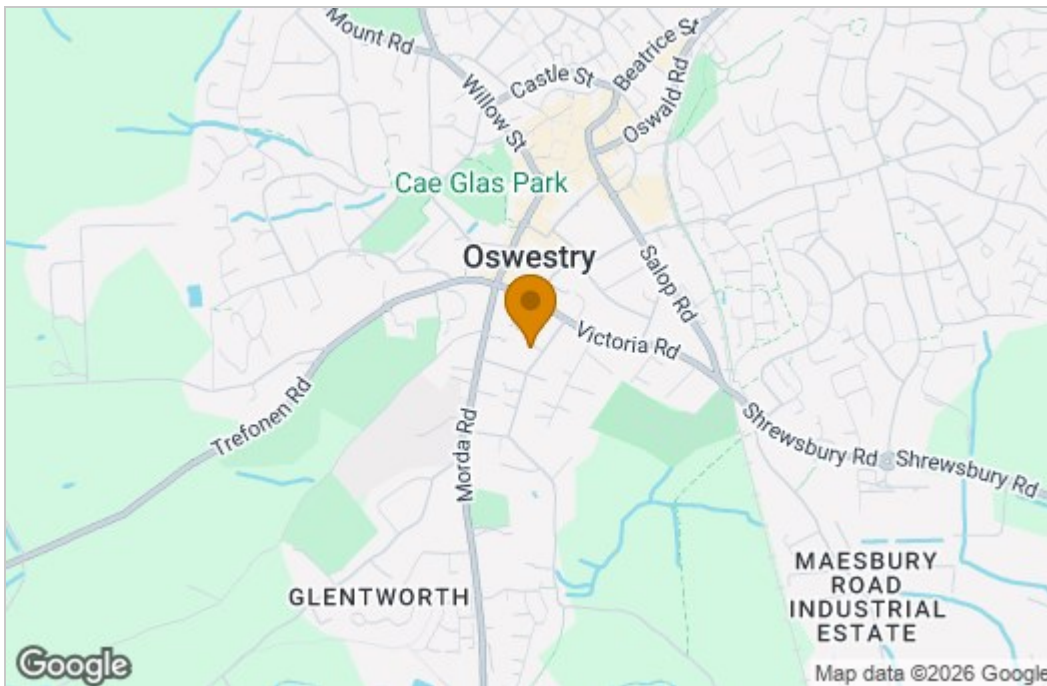 Mount Rd
Willow St
Castle St
Beatrice St
Oswald Rd
Cae Glas Park
Oswestry
Salop Rd
Victoria Rd
Trefonen Rd
Morda Rd
Shrewsbury Rd
Shrewsbury Rd
GLENTWORTH
MAESBURY
ROAD
INDUSTRIAL
ESTATE
Google
Map data ©2026 Google